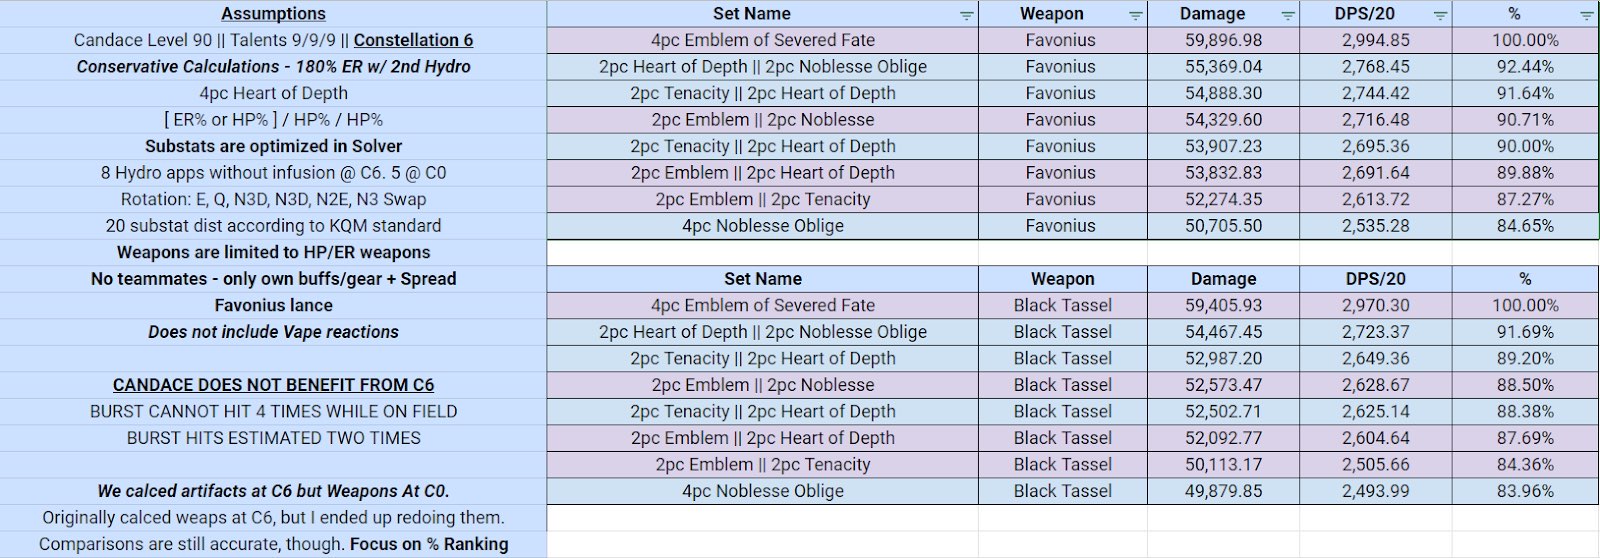 Assumptions
Candace Level 90 || Talents 9/9/9 || Constellation 6
Conservative Calculations - 180% ER w/ 2nd Hydro
4pc Heart of Depth
[ ER% or HP% ] / HP% / HP%
Substats are optimized in Solver
8 Hydro apps without infusion @ C6. 5 @ C0
Rotation: E, Q, N3D, N3D, N2E, N3 Swap
20 substat dist according to KQM standard
Weapons are limited to HP/ER weapons
No teammates - only own buffs/gear + Spread
Favonius lance
Does not include Vape reactions
CANDACE DOES NOT BENEFIT FROM C6
BURST CANNOT HIT 4 TIMES WHILE ON FIELD
BURST HITS ESTIMATED TWO TIMES
We calced artifacts at C6 but Weapons At C0.
Originally calced weaps at C6, but I ended up redoing them.
Comparisons are still accurate, though. Focus on % Ranking
Set Name Weapon Damage DPS/20 %
4pc Emblem of Severed Fate Favonius 59,896.98 2,994.85 100.00%
2pc Heart of Depth || 2pc Noblesse Oblige Favonius 55,369.04 2,768.45 92.44%
2pc Tenacity || 2pc Heart of Depth Favonius 54,888.30 2,744.42 91.64%
2pc Emblem || 2pc Noblesse Favonius 54,329.60 2,716.48 90.71%
2pc Tenacity || 2pc Heart of Depth Favonius 53,907.23 2,695.36 90.00%
2pc Emblem || 2pc Heart of Depth Favonius 53,832.83 2,691.64 89.88%
2pc Emblem || 2pc Tenacity Favonius 52,274.35 2,613.72 87.27%
4pc Noblesse Oblige Favonius 50,705.50 2,535.28 84.65%
Set Name Weapon Damage DPS/20 %
4pc Emblem of Severed Fate Black Tassel 59,405.93 2,970.30 100.00%
2pc Heart of Depth || 2pc Noblesse Oblige Black Tassel 54,467.45 2,723.37 91.69%
2pc Tenacity || 2pc Heart of Depth Black Tassel 52,987.20 2,649.36 89.20%
2pc Emblem || 2pc Noblesse Black Tassel 52,573.47 2,628.67 88.50%
2pc Tenacity || 2pc Heart of Depth Black Tassel 52,502.71 2,625.14 88.38%
2pc Emblem || 2pc Heart of Depth Black Tassel 52,092.77 2,604.64 87.69%
2pc Emblem || 2pc Tenacity Black Tassel 50,113.17 2,505.66 84.36%
4pc Noblesse Oblige Black Tassel 49,879.85 2,493.99 83.96%